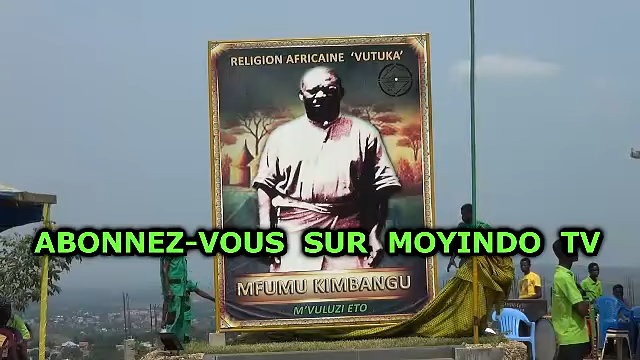 RELIGION AFRICAINE 'VUTUKA'
ABONNEZ-VOUS SUR MOYINDO TV
MFUMU KIMBANGU
M'VULUZI ETO